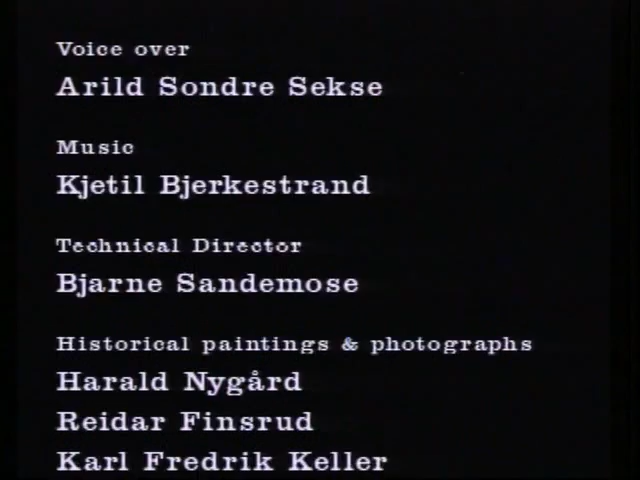 Voice over
Arild Sondre Sekse
Music
Kjetil Bjerkestrand
Technical Director
Bjarne Sandemose
Historical paintings & photographs
Harald Nygård
Reidar Finsrud
Karl Fredrik Keller